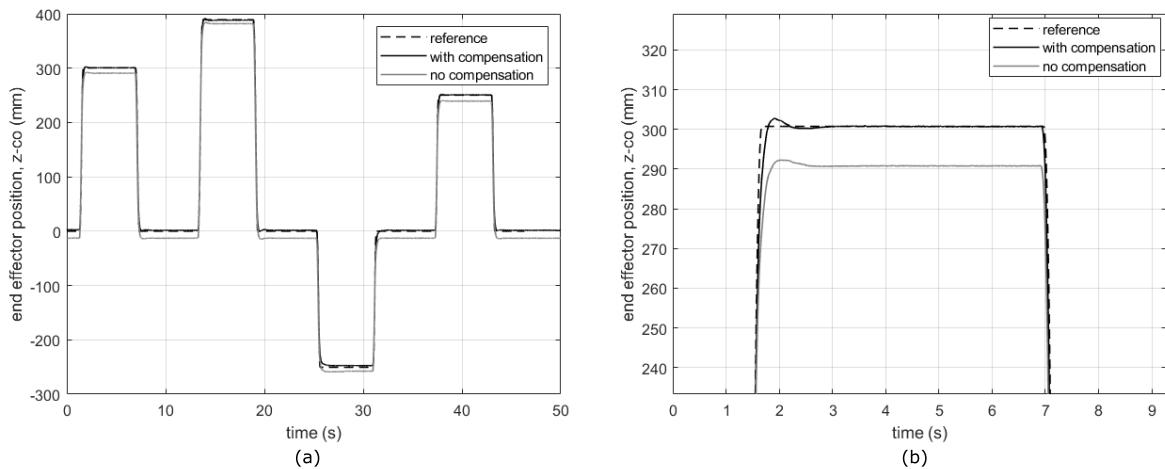 400
300
200
100
0
-100
-200
-300
0
10
20
30
40
50
end effector position, z-co (mm)
time (s)
reference
with compensation
no compensation
(a)
320
310
300
290
280
270
260
250
240
0
1
2
3
4
5
6
7
8
9
end effector position, z-co (mm)
time (s)
reference
with compensation
no compensation
(b)